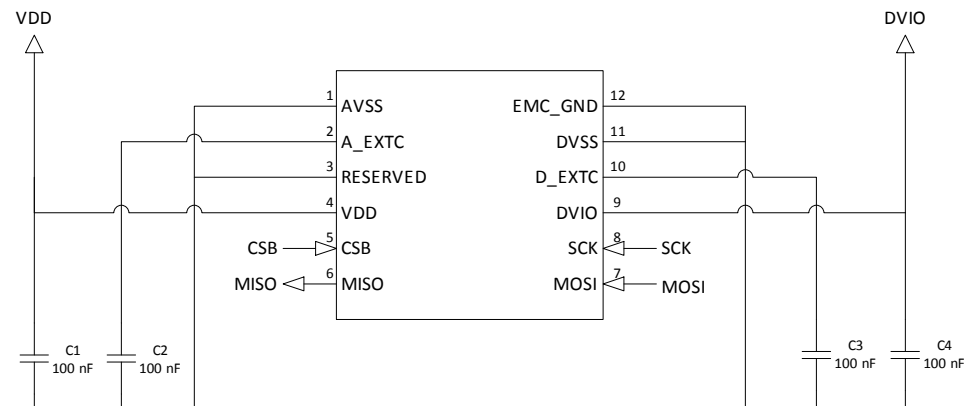 VDD
DVIO
1 AVSS
EMC_GND 12
2 A_EXTC
DVSS 11
3 RESERVED
D_EXTC 10
4 VDD
DVIO 9
CSB 5 CSB
SCK 8 SCK
MISO 6 MISO
MOSI 7 MOSI
C1
100 nF
C2
100 nF
C3
100 nF
C4
100 nF